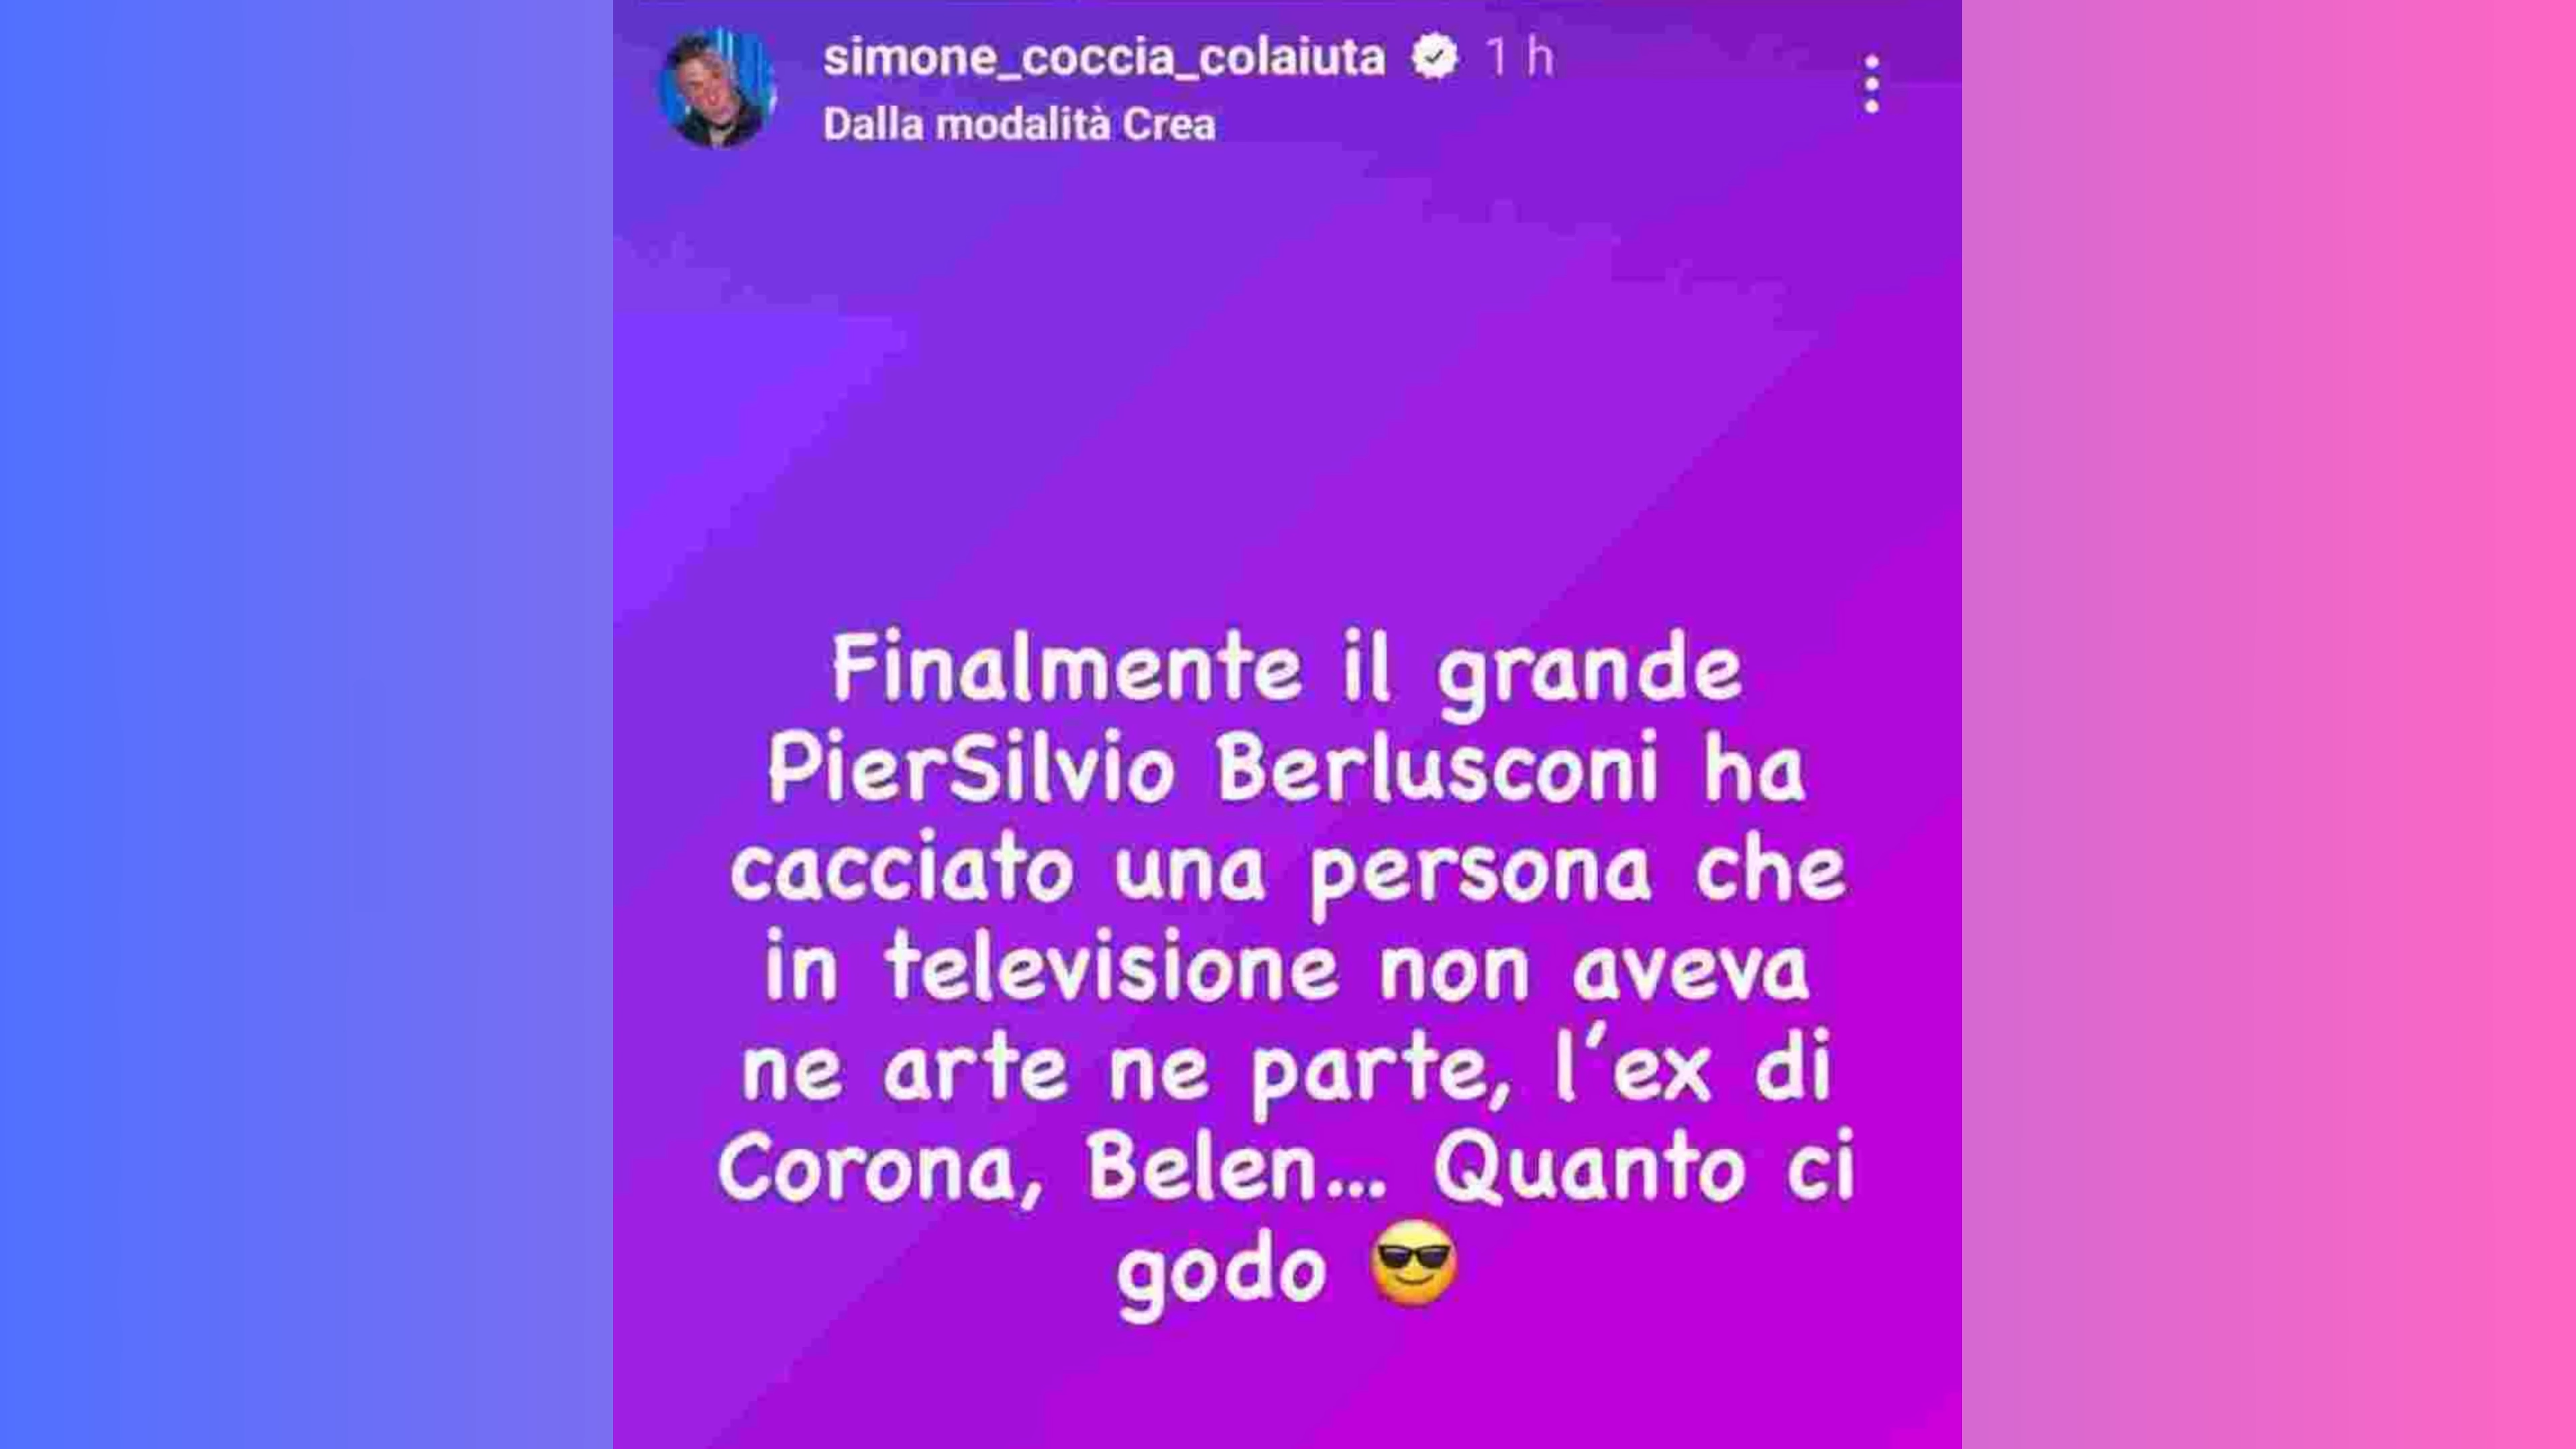 simone_coccia_colaiuta 1 h
Dalla modalità Crea
Finalmente il grande
PierSilvio Berlusconi ha
cacciato una persona che
in televisione non aveva
ne arte ne parte, l'ex di
Corona, Belen... Quanto ci
godo 😎